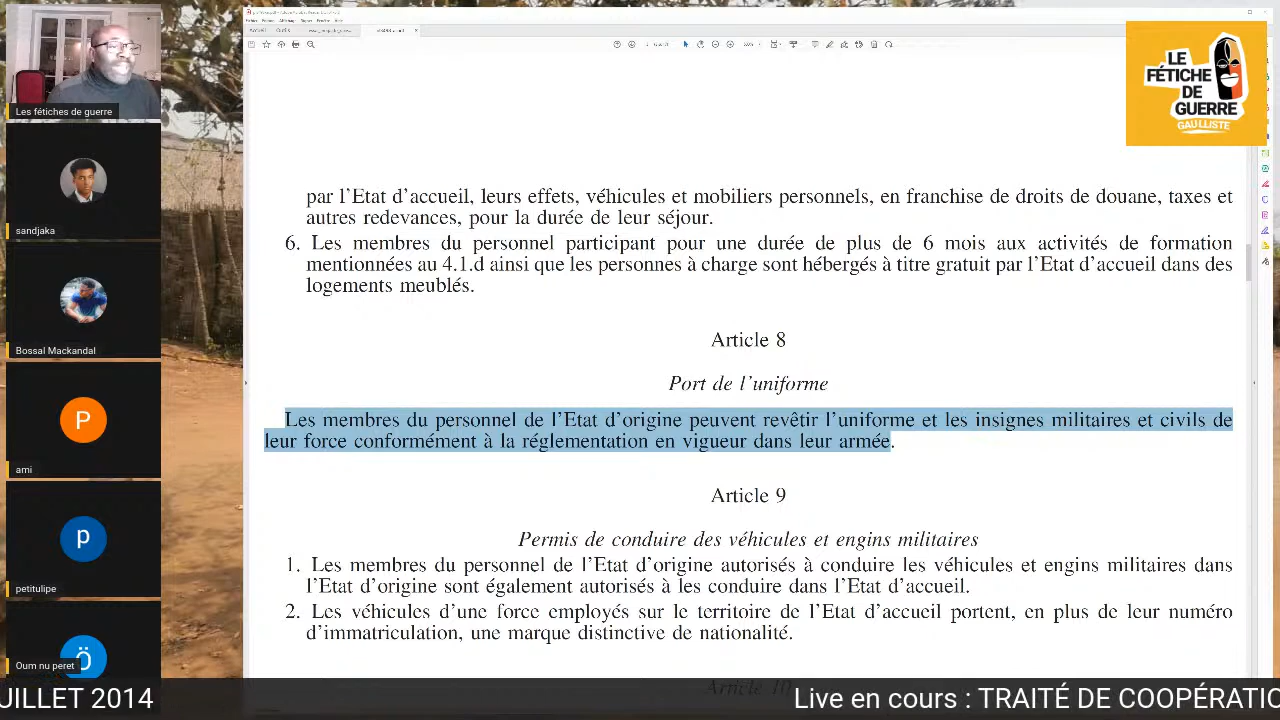 Les fétiches de guerre
sandjaka
Bossal Mackandal
P
ami
p
petitulipe
Ö
Oum nu peret
Accueil Outils
LE
FÉTICHE
DE
GUERRE
GAULLISTE
par l'Etat d'accueil, leurs effets, véhicules et mobiliers personnels, en franchise de droits de douane, taxes et
autres redevances, pour la durée de leur séjour.
6. Les membres du personnel participant pour une durée de plus de 6 mois aux activités de formation
mentionnées au 4.1.d ainsi que les personnes à charge sont hébergés à titre gratuit par l'Etat d'accueil dans des
logements meublés.
Article 8
Port de l'uniforme
Les membres du personnel de l'Etat d'origine peuvent revêtir l'uniforme et les insignes militaires et civils de
leur force conformément à la réglementation en vigueur dans leur armée.
Article 9
Permis de conduire des véhicules et engins militaires
1. Les membres du personnel de l'Etat d'origine autorisés à conduire les véhicules et engins militaires dans
l'Etat d'origine sont également autorisés à les conduire dans l'Etat d'accueil.
2. Les véhicules d'une force employés sur le territoire de l'Etat d'accueil portent, en plus de leur numéro
d'immatriculation, une marque distinctive de nationalité.
Article 10
UILLET 2014 Live en cours : TRAITÉ DE COOPÉRATIO